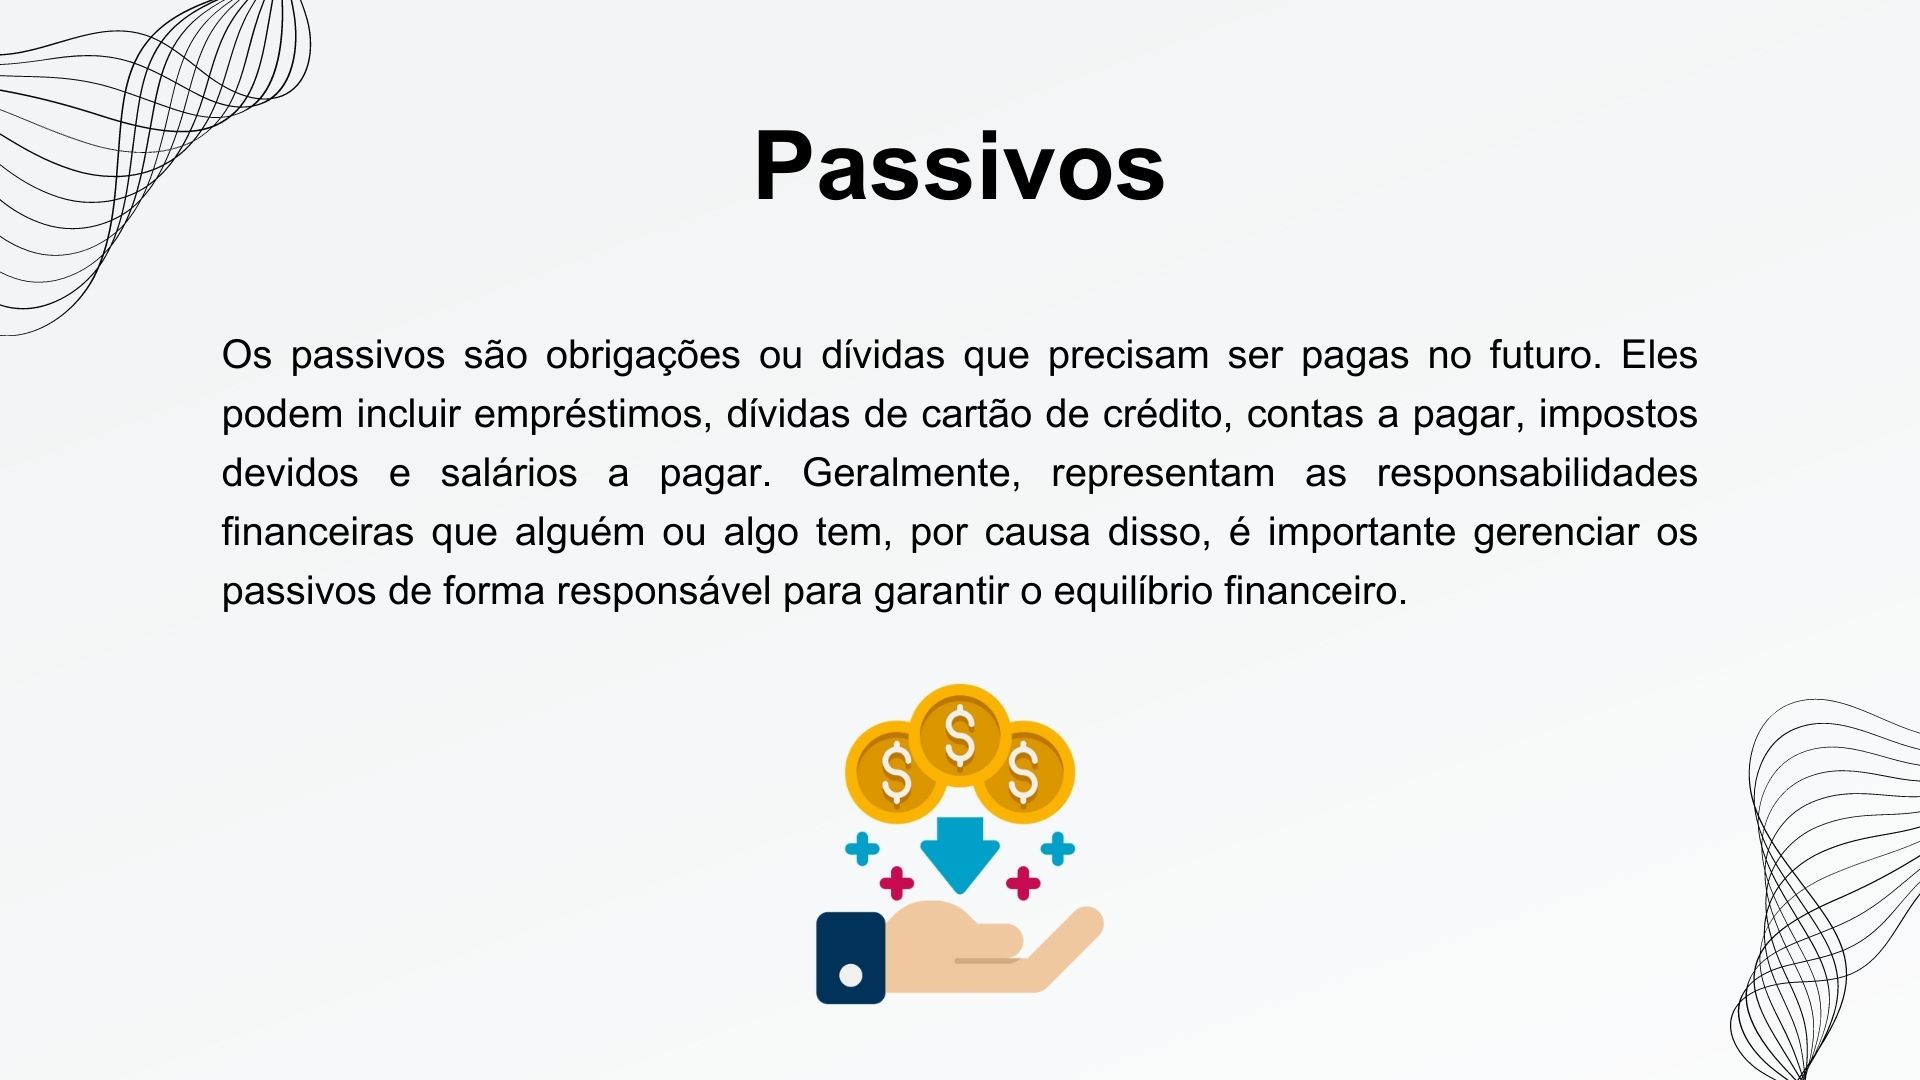 Passivos
Os passivos são obrigações ou dívidas que precisam ser pagas no futuro. Eles
podem incluir empréstimos, dívidas de cartão de crédito, contas a pagar, impostos
devidos e salários a pagar. Geralmente, representam as responsabilidades
financeiras que alguém ou algo tem, por causa disso, é importante gerenciar os
passivos de forma responsável para garantir o equilíbrio financeiro.
$ $ $